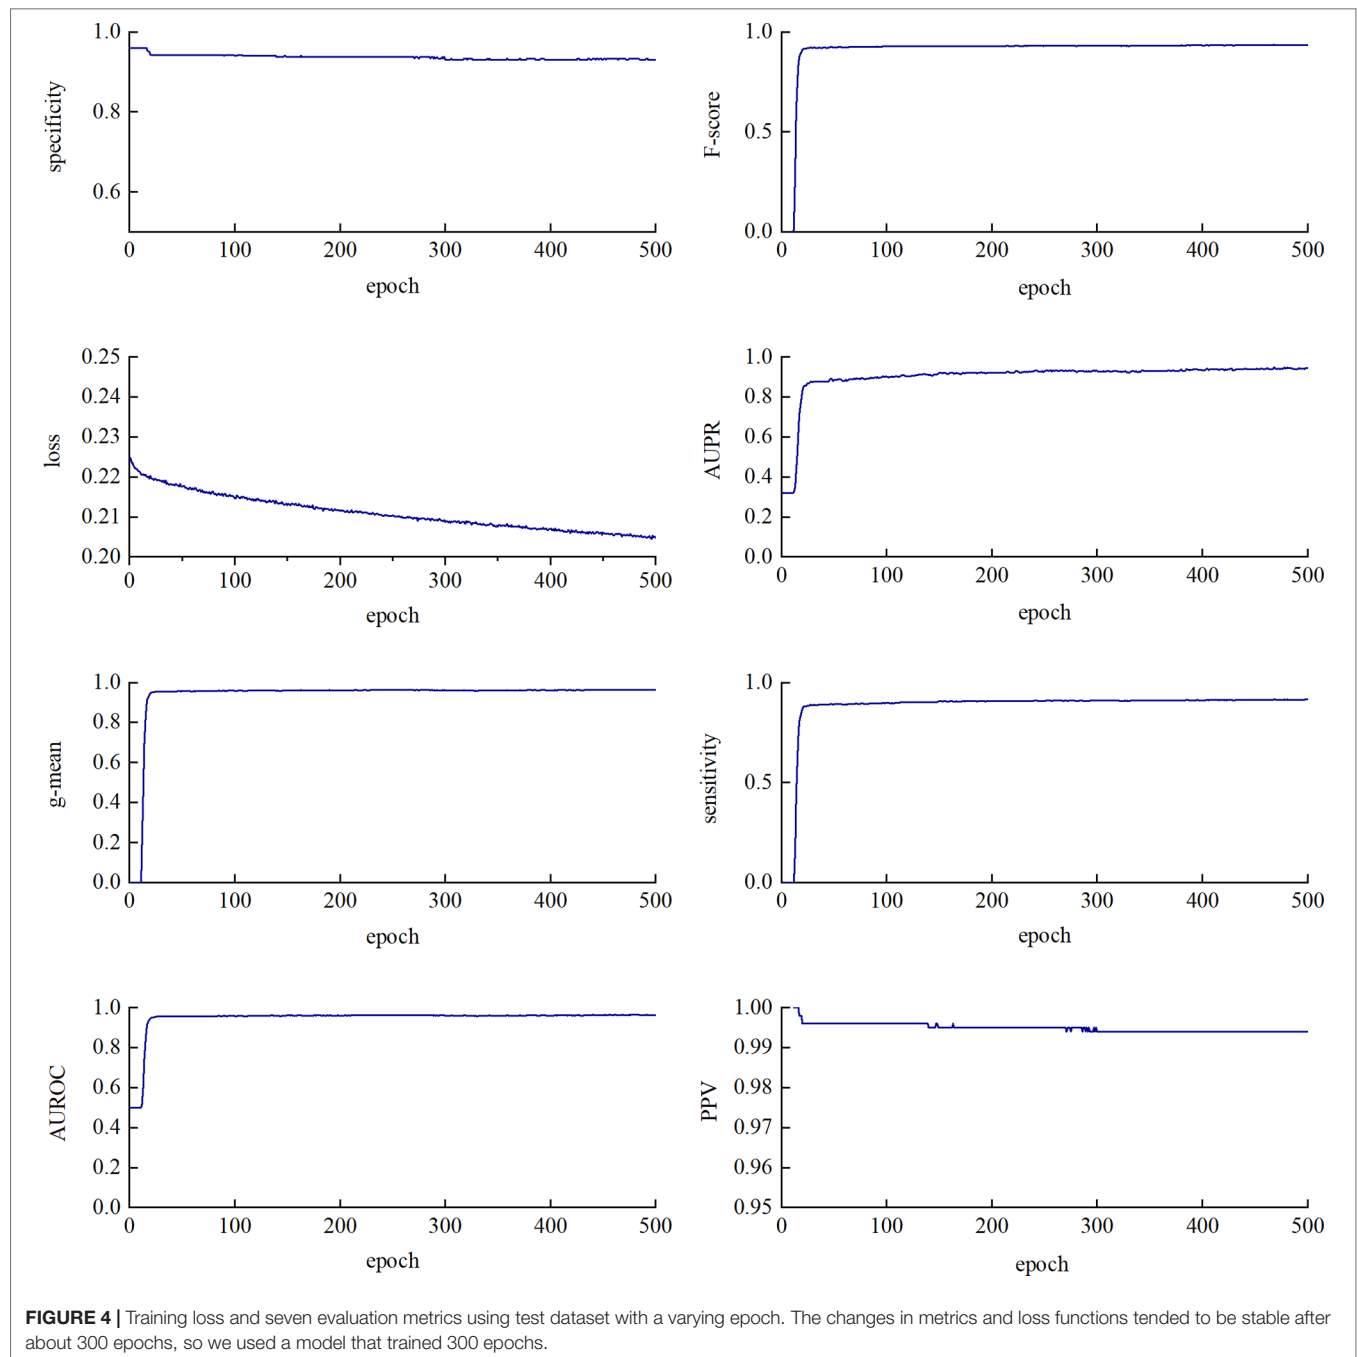 1.0
0.8
0.6
specificity
0 100 200 300 400 500
epoch
1.0
0.5
0.0
F-score
0 100 200 300 400 500
epoch
0.25
0.24
0.23
0.22
0.21
0.20
loss
0 100 200 300 400 500
epoch
1.0
0.8
0.6
0.4
0.2
0.0
AUPR
0 100 200 300 400 500
epoch
1.0
0.8
0.6
0.4
0.2
0.0
g-mean
0 100 200 300 400 500
epoch
1.0
0.5
0.0
sensitivity
0 100 200 300 400 500
epoch
1.0
0.8
0.6
0.4
0.2
0.0
AUROC
0 100 200 300 400 500
epoch
1.00
0.99
0.98
0.97
0.96
0.95
PPV
0 100 200 300 400 500
epoch
FIGURE 4 | Training loss and seven evaluation metrics using test dataset with a varying epoch. The changes in metrics and loss functions tended to be stable after
about 300 epochs, so we used a model that trained 300 epochs.